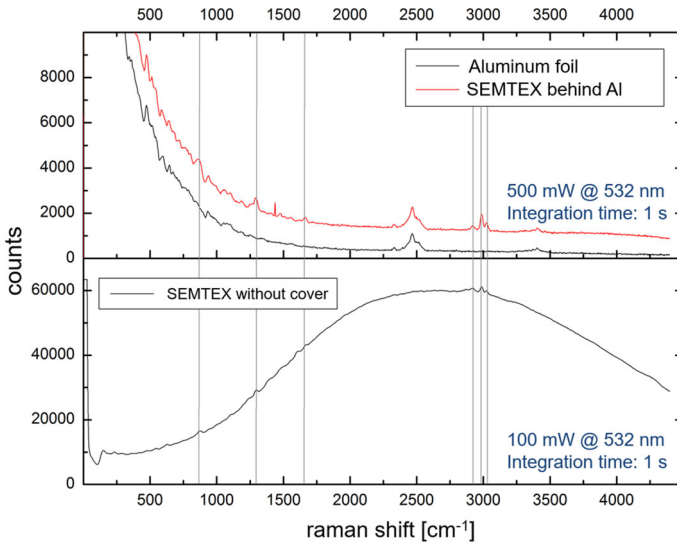 500 1000 1500 2000 2500 3000 3500 4000
8000
6000
4000
2000
0
Aluminum foil
SEMTEX behind Al
500 mW @ 532 nm
Integration time: 1 s
counts
60000
40000
20000
0
SEMTEX without cover
100 mW @ 532 nm
Integration time: 1 s
500 1000 1500 2000 2500 3000 3500 4000
raman shift [cm⁻¹]